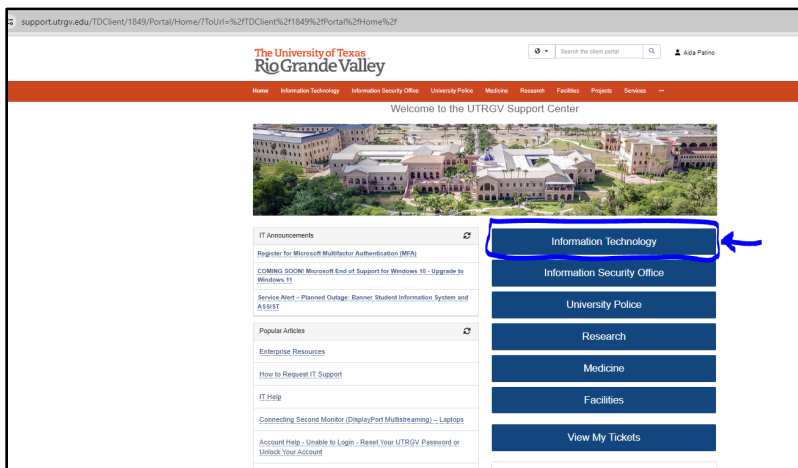 support.utrgv.edu/TDClient/1849/Portal/Home/?ToUrl=%2fTDClient%2f1849%2fPortal%2fHome%2f
The University of Texas
Rio Grande Valley
Search the client portal
Aida Patino
Home Information Technology Information Security Office University Police Medicine Research Facilities Projects Services ···
Welcome to the UTRGV Support Center
IT Announcements
Register for Microsoft Multifactor Authentication (MFA)
COMING SOON! Microsoft End of Support for Windows 10 - Upgrade to
Windows 11
Service Alert – Planned Outage: Banner Student Information System and
ASSIST
Popular Articles
Enterprise Resources
How to Request IT Support
IT Help
Connecting Second Monitor (DisplayPort Multistreaming) – Laptops
Account Help - Unable to Login - Reset Your UTRGV Password or
Unlock Your Account
Information Technology
Information Security Office
University Police
Research
Medicine
Facilities
View My Tickets